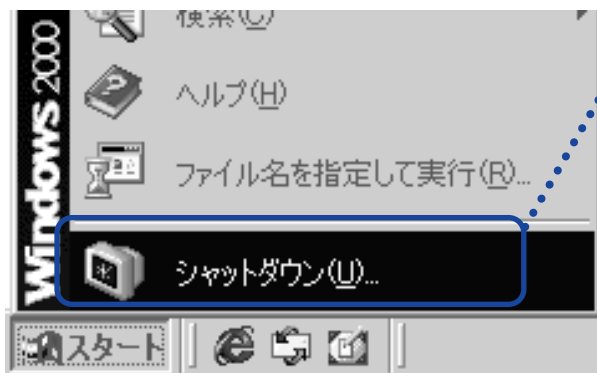 Windows 2000
検索(C)
ヘルプ(H)
ファイル名を指定して実行(R)...
シャットダウン(U)...
スタート